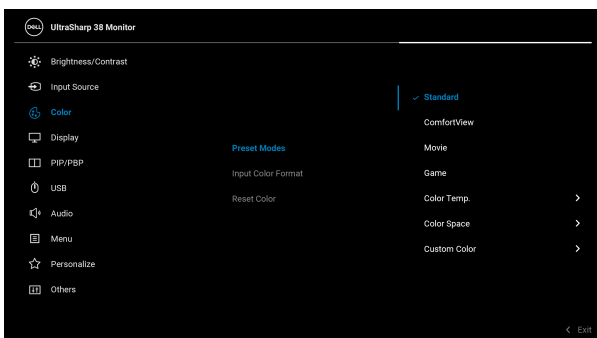 DELL
UltraSharp 38 Monitor
Brightness/Contrast
Input Source
Color
Display
PIP/PBP
USB
Audio
Menu
Personalize
Others
Preset Modes
Input Color Format
Reset Color
Standard
ComfortView
Movie
Game
Color Temp.
Color Space
Custom Color
Exit